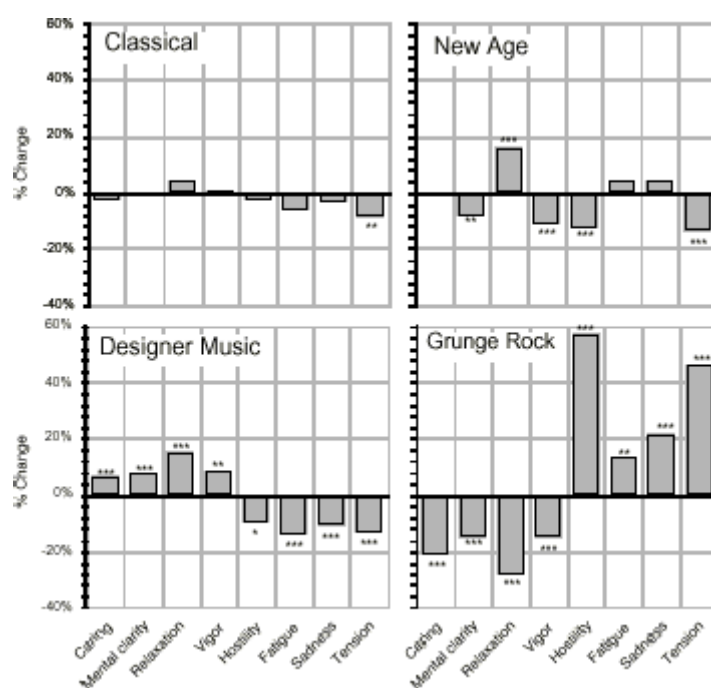 60%
Classical
New Age
40%
20%
% Change
0%
-20%
-40%
** *** ** *** *** ***
60%
Designer Music
Grunge Rock
40%
20%
% Change
0%
-20%
-40%
*** *** *** ** * *** *** ***
*** *** *** *** *** ** *** ***
Caring Mental clarity Relaxation Vigor Hostility Fatigue Sadness Tension
Caring Mental clarity Relaxation Vigor Hostility Fatigue Sadness Tension